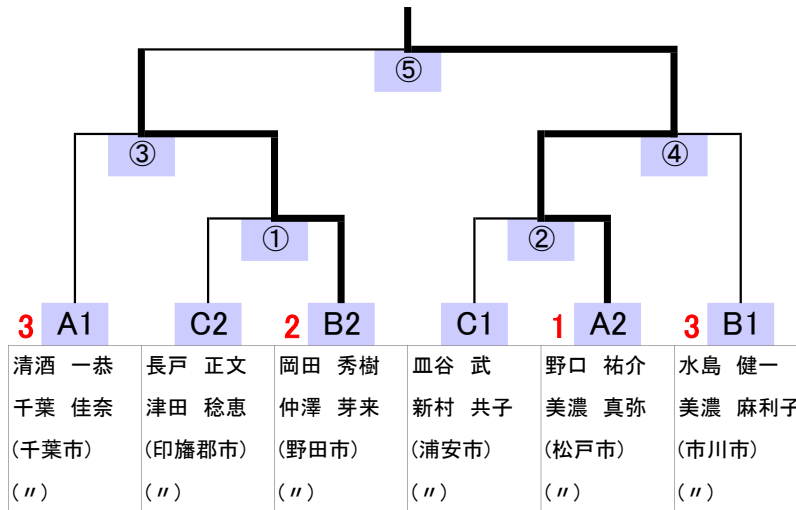 ⑤
③ ④
① ②
3 A1 C2 2 B2 C1 1 A2 3 B1
清酒 一恭 長戸 正文 岡田 秀樹 皿谷 武 野口 祐介 水島 健一
千葉 佳奈 津田 稔恵 仲澤 芽来 新村 共子 美濃 真弥 美濃 麻利子
(千葉市) (印旛郡市) (野田市) (浦安市) (松戸市) (市川市)
(〃) (〃) (〃) (〃) (〃) (〃)